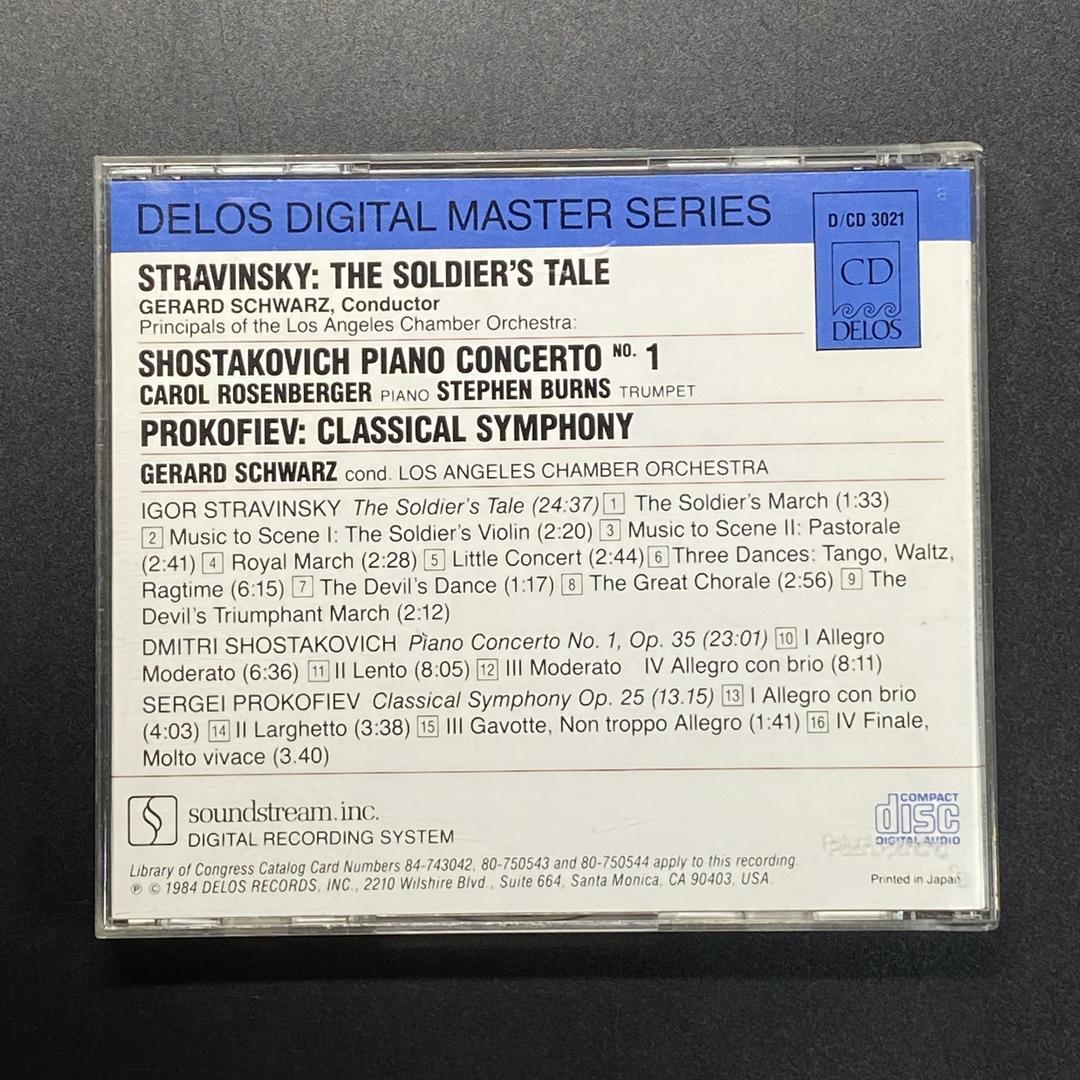 DELOS DIGITAL MASTER SERIES
D/CD 3021
CD
DELOS
STRAVINSKY: THE SOLDIER'S TALE
GERARD SCHWARZ, Conductor
Principals of the Los Angeles Chamber Orchestra:
SHOSTAKOVICH PIANO CONCERTO NO. 1
CAROL ROSENBERGER PIANO STEPHEN BURNS TRUMPET
PROKOFIEV: CLASSICAL SYMPHONY
GERARD SCHWARZ cond. LOS ANGELES CHAMBER ORCHESTRA
IGOR STRAVINSKY The Soldier's Tale (24:37) 1 The Soldier's March (1:33)
2 Music to Scene I: The Soldier's Violin (2:20) 3 Music to Scene II: Pastorale
(2:41) 4 Royal March (2:28) 5 Little Concert (2:44) 6 Three Dances: Tango, Waltz,
Ragtime (6:15) 7 The Devil's Dance (1:17) 8 The Great Chorale (2:56) 9 The
Devil's Triumphant March (2:12)
DMITRI SHOSTAKOVICH Piano Concerto No. 1, Op. 35 (23:01) 10 I Allegro
Moderato (6:36) 11 II Lento (8:05) 12 III Moderato IV Allegro con brio (8:11)
SERGEI PROKOFIEV Classical Symphony Op. 25 (13.15) 13 I Allegro con brio
(4:03) 14 II Larghetto (3:38) 15 III Gavotte, Non troppo Allegro (1:41) 16 IV Finale,
Molto vivace (3.40)
soundstream.inc.
DIGITAL RECORDING SYSTEM
COMPACT
disc
DIGITAL AUDIO
Library of Congress Catalog Card Numbers 84-743042, 80-750543 and 80-750544 apply to this recording.
℗ © 1984 DELOS RECORDS, INC., 2210 Wilshire Blvd., Suite 664, Santa Monica, CA 90403, USA.
Printed in Japan